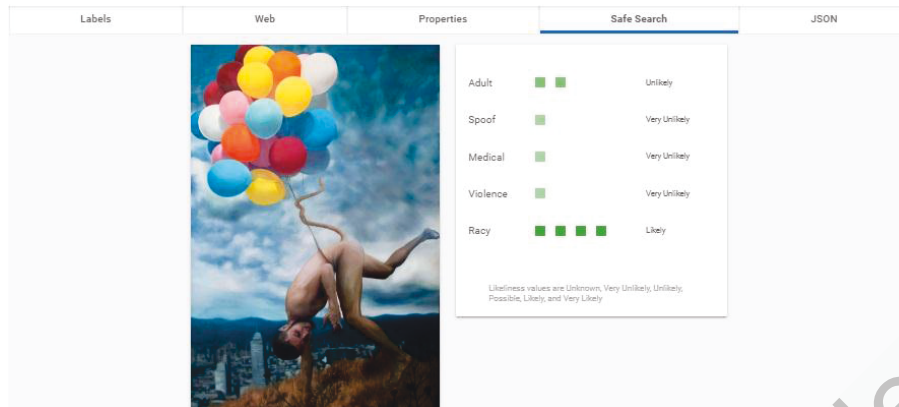 Labels
Web
Properties
Safe Search
JSON
Adult
Unlikely
Spoof
Very Unlikely
Medical
Very Unlikely
Violence
Very Unlikely
Racy
Likely
Likeliness values are Unknown, Very Unlikely, Unlikely,
Possible, Likely, and Very Likely